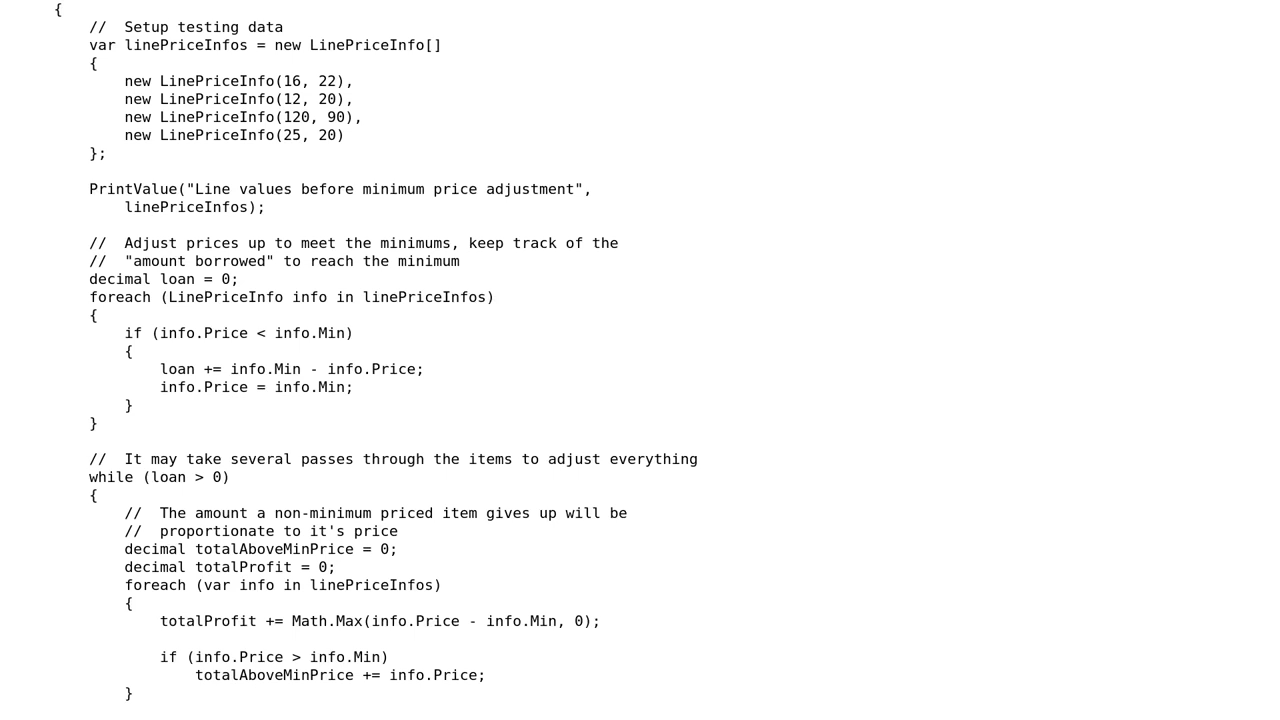 {
//  Setup testing data
var linePriceInfos = new LinePriceInfo[]
{
new LinePriceInfo(16, 22),
new LinePriceInfo(12, 20),
new LinePriceInfo(120, 90),
new LinePriceInfo(25, 20)
};
PrintValue("Line values before minimum price adjustment",
linePriceInfos);
//  Adjust prices up to meet the minimums, keep track of the
//  "amount borrowed" to reach the minimum
decimal loan = 0;
foreach (LinePriceInfo info in linePriceInfos)
{
if (info.Price < info.Min)
{
loan += info.Min - info.Price;
info.Price = info.Min;
}
}
//  It may take several passes through the items to adjust everything
while (loan > 0)
{
//  The amount a non-minimum priced item gives up will be
//  proportionate to it's price
decimal totalAboveMinPrice = 0;
decimal totalProfit = 0;
foreach (var info in linePriceInfos)
{
totalProfit += Math.Max(info.Price - info.Min, 0);
if (info.Price > info.Min)
totalAboveMinPrice += info.Price;
}